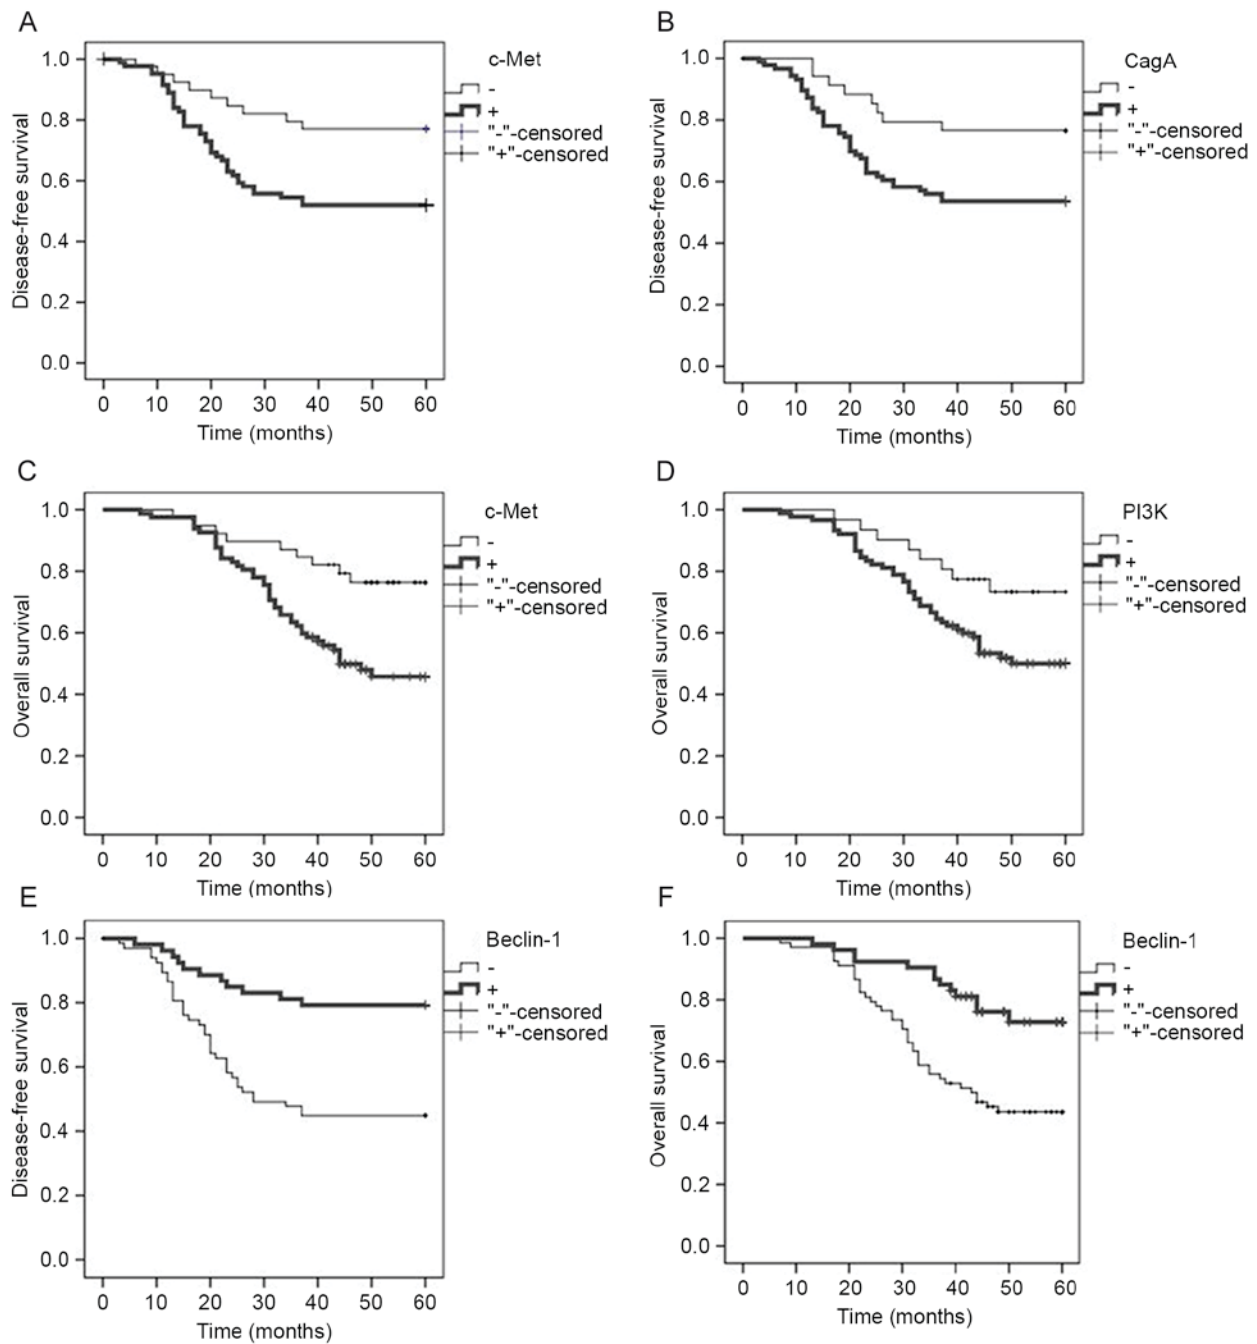 A
c-Met
-
+
"-"-censored
"+"-censored
Disease-free survival
1.0
0.8
0.6
0.4
0.2
0.0
0 10 20 30 40 50 60
Time (months)
B
CagA
-
+
"-"-censored
"+"-censored
Disease-free survival
1.0
0.8
0.6
0.4
0.2
0.0
0 10 20 30 40 50 60
Time (months)
C
c-Met
-
+
"-"-censored
"+"-censored
Overall survival
1.0
0.8
0.6
0.4
0.2
0.0
0 10 20 30 40 50 60
Time (months)
D
PI3K
-
+
"-"-censored
"+"-censored
Overall survival
1.0
0.8
0.6
0.4
0.2
0.0
0 10 20 30 40 50 60
Time (months)
E
Beclin-1
-
+
"-"-censored
"+"-censored
Disease-free survival
1.0
0.8
0.6
0.4
0.2
0.0
0 10 20 30 40 50 60
Time (months)
F
Beclin-1
-
+
"-"-censored
"+"-censored
Overall survival
1.0
0.8
0.6
0.4
0.2
0.0
0 10 20 30 40 50 60
Time (months)